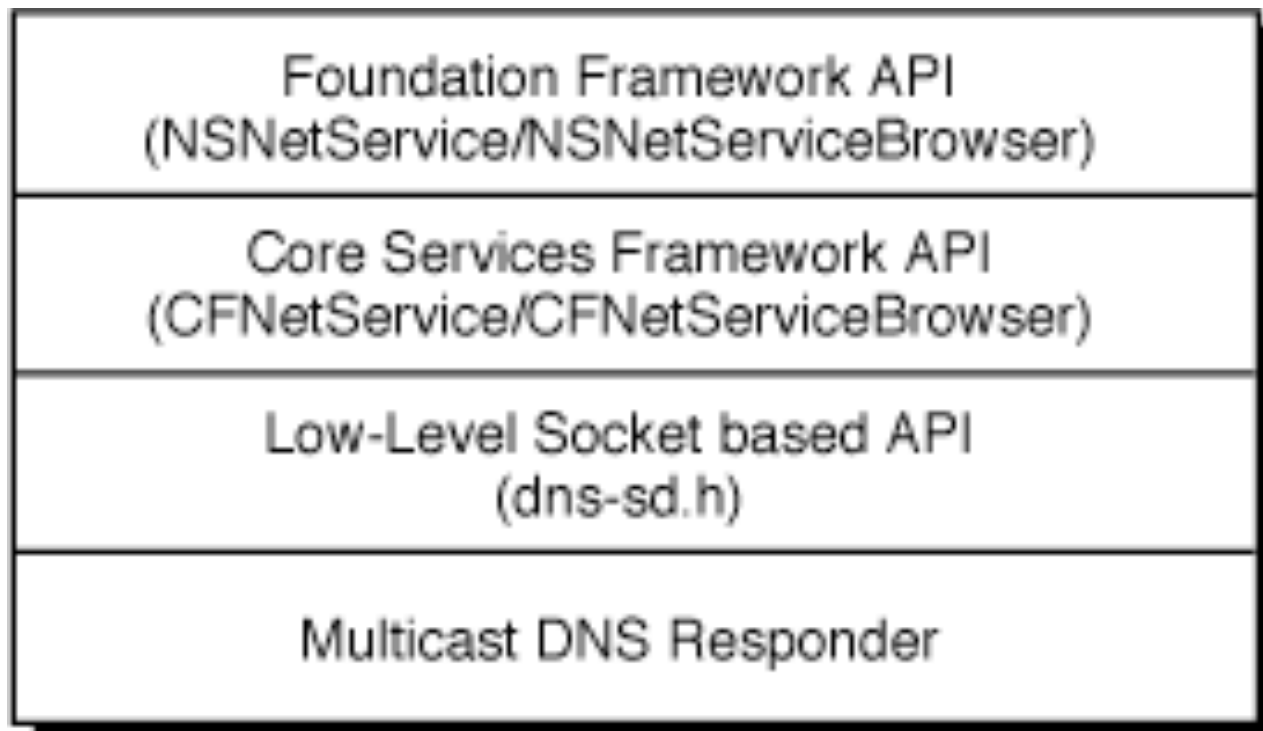 Foundation Framework API
(NSNetService/NSNetServiceBrowser)
Core Services Framework API
(CFNetService/CFNetServiceBrowser)
Low-Level Socket based API
(dns-sd.h)
Multicast DNS Responder